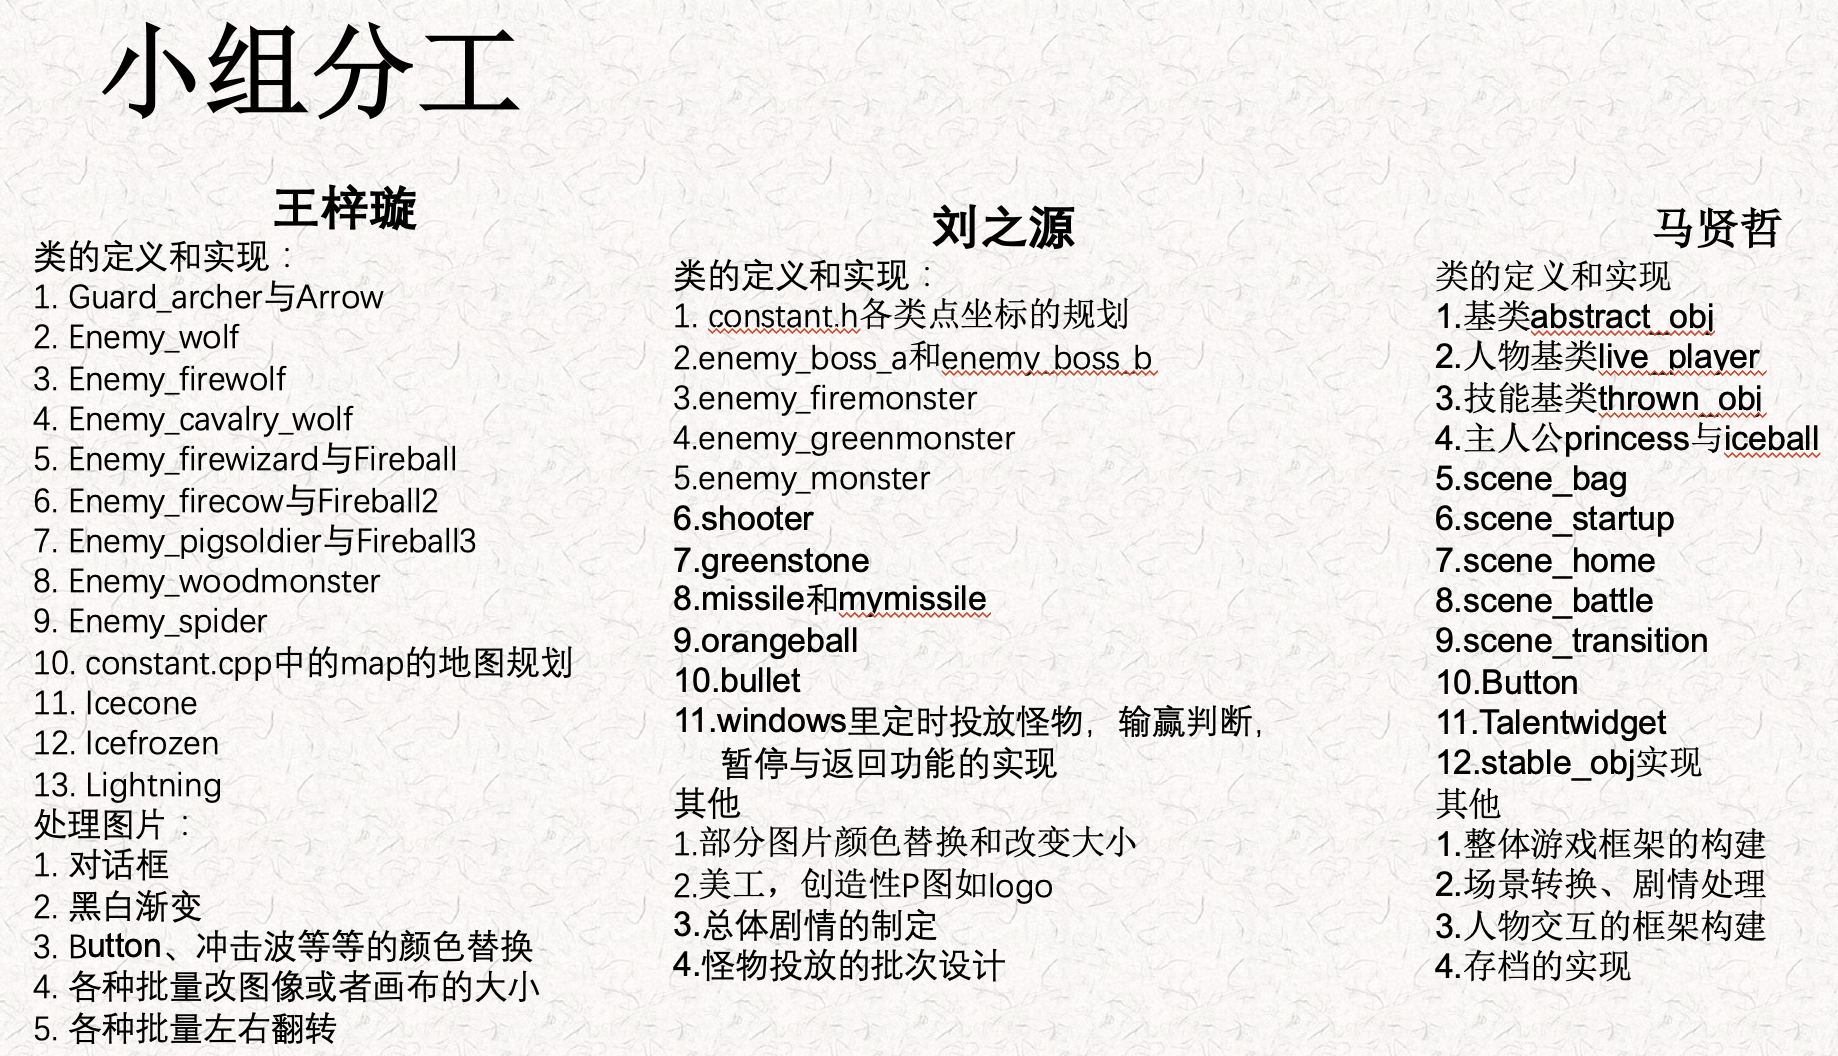 小组分工
王梓璇
类的定义和实现：
1. Guard_archer与Arrow
2. Enemy_wolf
3. Enemy_firewolf
4. Enemy_cavalry_wolf
5. Enemy_firewizard与Fireball
6. Enemy_firecow与Fireball2
7. Enemy_pigsoldier与Fireball3
8. Enemy_woodmonster
9. Enemy_spider
10. constant.cpp中的map的地图规划
11. Icecone
12. Icefrozen
13. Lightning
处理图片：
1. 对话框
2. 黑白渐变
3. Button、冲击波等等的颜色替换
4. 各种批量改图像或者画布的大小
5. 各种批量左右翻转
刘之源
类的定义和实现：
1. constant.h各类点坐标的规划
2.enemy_boss_a和enemy_boss_b
3.enemy_firemonster
4.enemy_greenmonster
5.enemy_monster
6.shooter
7.greenstone
8.missile和mymissile
9.orangeball
10.bullet
11.windows里定时投放怪物，输赢判断，
暂停与返回功能的实现
其他
1.部分图片颜色替换和改变大小
2.美工，创造性P图如logo
3.总体剧情的制定
4.怪物投放的批次设计
马贤哲
类的定义和实现
1.基类abstract_obj
2.人物基类live_player
3.技能基类thrown_obj
4.主人公princess与iceball
5.scene_bag
6.scene_startup
7.scene_home
8.scene_battle
9.scene_transition
10.Button
11.Talentwidget
12.stable_obj实现
其他
1.整体游戏框架的构建
2.场景转换、剧情处理
3.人物交互的框架构建
4.存档的实现